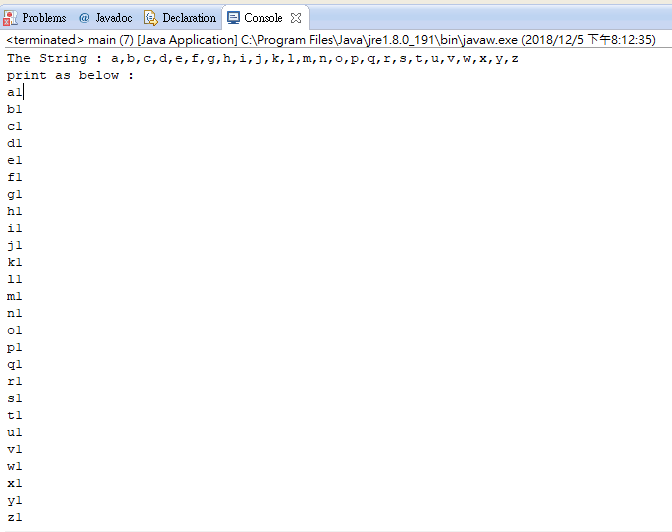 Problems @ Javadoc Declaration Console
<terminated> main (7) [Java Application] C:\Program Files\Java\jre1.8.0_191\bin\javaw.exe (2018/12/5 下午8:12:35)
The String : a,b,c,d,e,f,g,h,i,j,k,l,m,n,o,p,q,r,s,t,u,v,w,x,y,z
print as below :
a1
b1
c1
d1
e1
f1
g1
h1
i1
j1
k1
l1
m1
n1
o1
p1
q1
r1
s1
t1
u1
v1
w1
x1
y1
z1